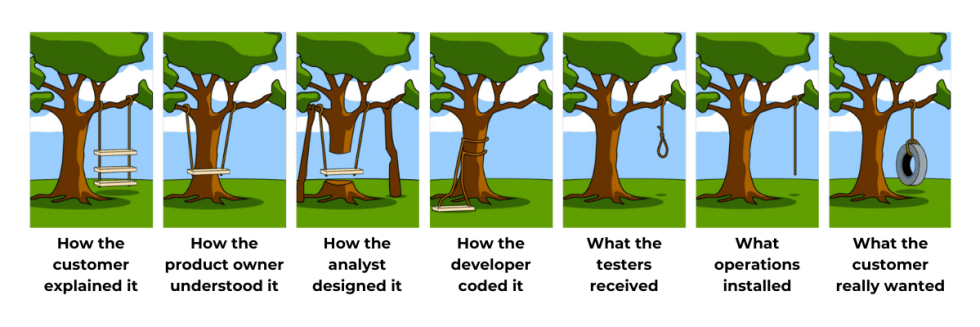 How the
customer
explained it
How the
product owner
understood it
How the
analyst
designed it
How the
developer
coded it
What the
testers
received
What
operations
installed
What the
customer
really wanted